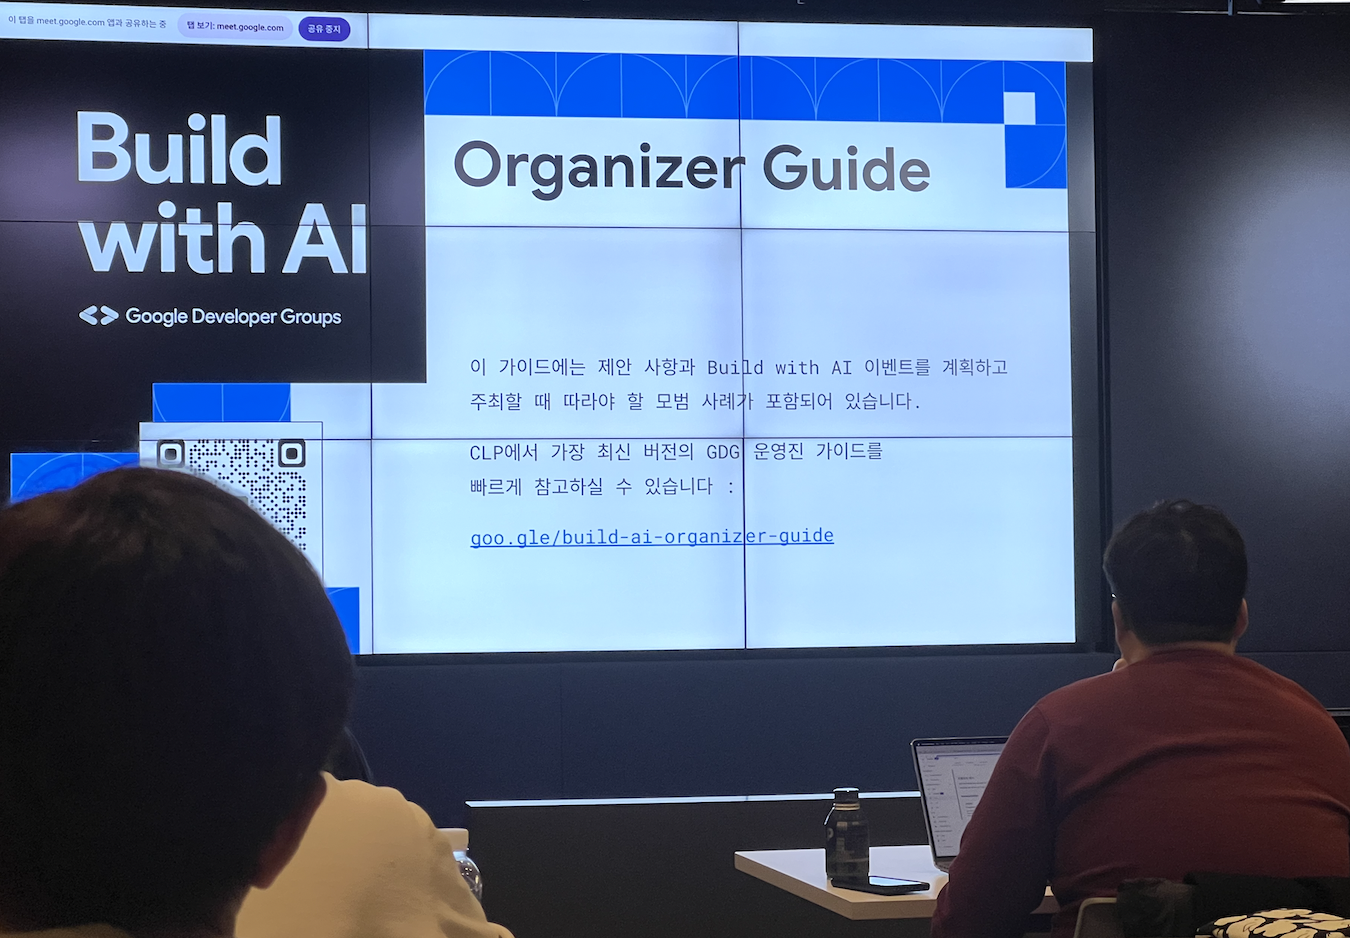 이 탭을 meet.google.com 앱과 공유하는 중
탭 보기: meet.google.com
공유 중지
Build
with AI
Google Developer Groups
Organizer Guide
이 가이드에는 제안 사항과 Build with AI 이벤트를 계획하고
주최할 때 따라야 할 모범 사례가 포함되어 있습니다.
CLP에서 가장 최신 버전의 GDG 운영진 가이드를
빠르게 참고하실 수 있습니다 :
goo.gle/build-ai-organizer-guide